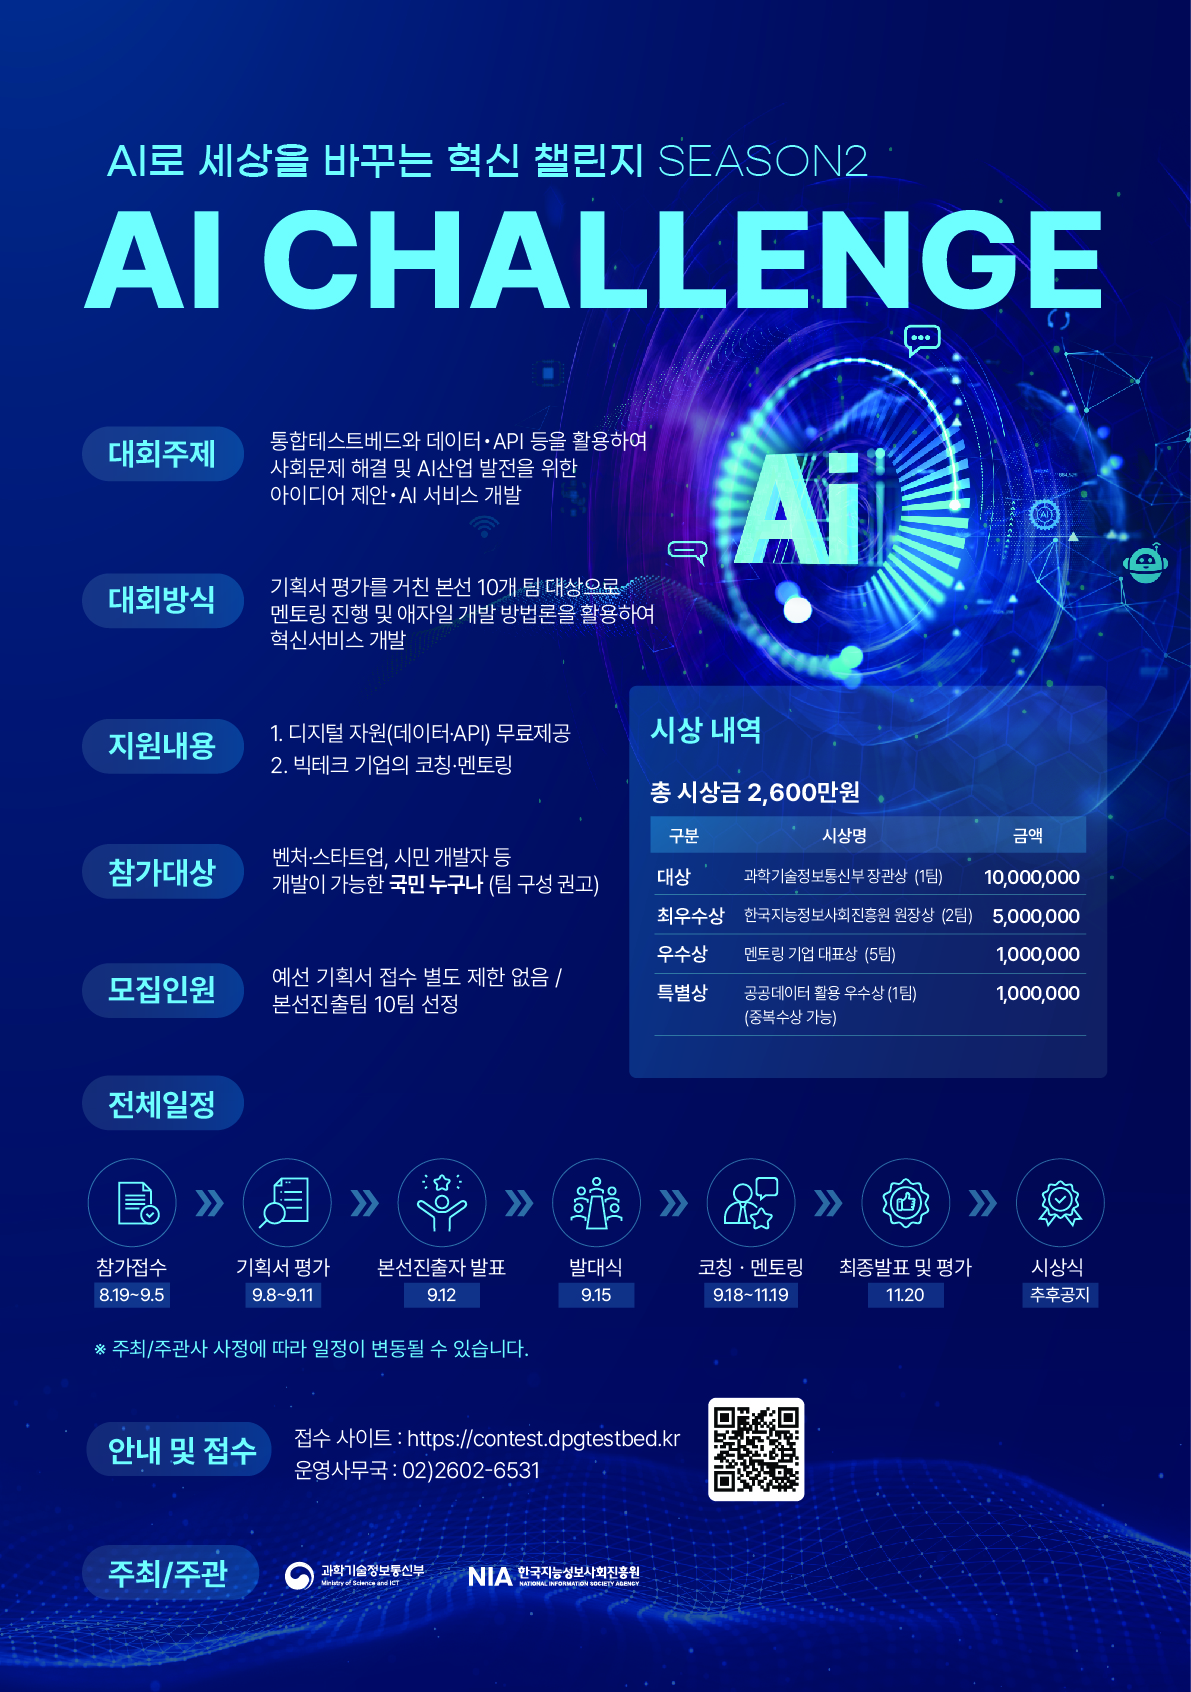 AI로 세상을 바꾸는 혁신 챌린지 SEASON2
AI CHALLENGE
Ai
대회주제
통합테스트베드와 데이터·API 등을 활용하여
사회문제 해결 및 AI산업 발전을 위한
아이디어 제안·AI 서비스 개발
대회방식
기획서 평가를 거친 본선 10개 팀 대상으로
멘토링 진행 및 애자일 개발 방법론을 활용하여
혁신서비스 개발
지원내용
1. 디지털 자원(데이터·API) 무료제공
2. 빅테크 기업의 코칭·멘토링
참가대상
벤처·스타트업, 시민 개발자 등
개발이 가능한 국민 누구나 (팀 구성 권고)
모집인원
예선 기획서 접수 별도 제한 없음 /
본선진출팀 10팀 선정
시상 내역
총 시상금 2,600만원
구분 시상명 금액
대상 과학기술정보통신부 장관상 (1팀) 10,000,000
최우수상 한국지능정보사회진흥원 원장상 (2팀) 5,000,000
우수상 멘토링 기업 대표상 (5팀) 1,000,000
특별상 공공데이터 활용 우수상 (1팀) 1,000,000
(중복수상 가능)
전체일정
참가접수 기획서 평가 본선진출자 발표 발대식 코칭 · 멘토링 최종발표 및 평가 시상식
8.19~9.5 9.8~9.11 9.12 9.15 9.18~11.19 11.20 추후공지
※ 주최/주관사 사정에 따라 일정이 변동될 수 있습니다.
안내 및 접수
접수 사이트 : https://contest.dpgtestbed.kr
운영사무국 : 02)2602-6531
주최/주관
과학기술정보통신부
Ministry of Science and ICT
NIA 한국지능정보사회진흥원
NATIONAL INFORMATION SOCIETY AGENCY